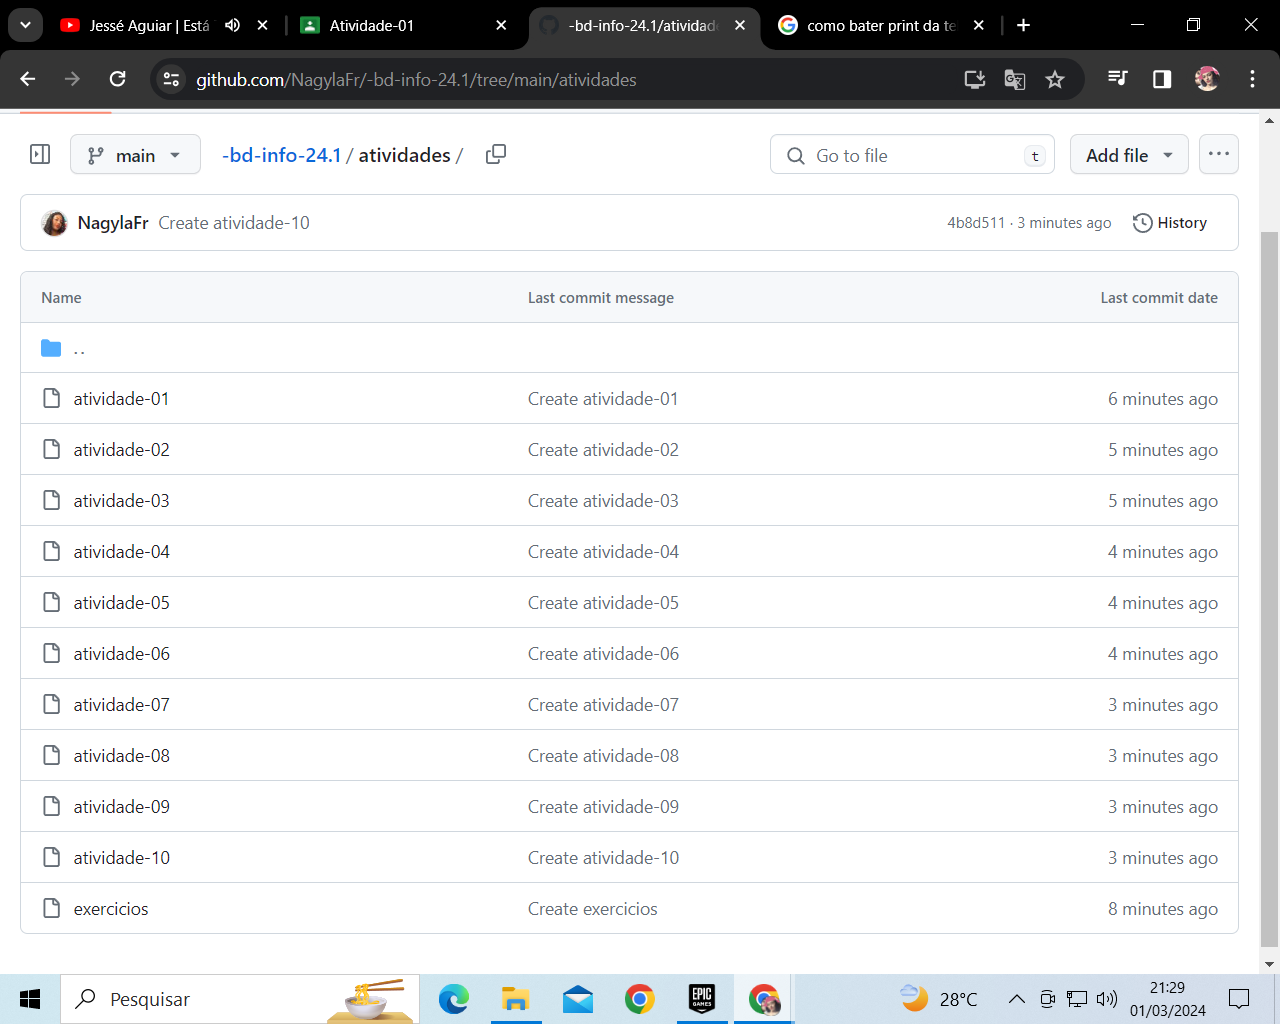 Jessé Aguiar | Está
Atividade-01
-bd-info-24.1/atividade
como bater print da te
github.com/NagylaFr/-bd-info-24.1/tree/main/atividades
main
-bd-info-24.1 / atividades /
Go to file
t
Add file
NagylaFr Create atividade-10
4b8d511 · 3 minutes ago
History
Name Last commit message Last commit date
..
atividade-01 Create atividade-01 6 minutes ago
atividade-02 Create atividade-02 5 minutes ago
atividade-03 Create atividade-03 5 minutes ago
atividade-04 Create atividade-04 4 minutes ago
atividade-05 Create atividade-05 4 minutes ago
atividade-06 Create atividade-06 4 minutes ago
atividade-07 Create atividade-07 3 minutes ago
atividade-08 Create atividade-08 3 minutes ago
atividade-09 Create atividade-09 3 minutes ago
atividade-10 Create atividade-10 3 minutes ago
exercicios Create exercicios 8 minutes ago
Pesquisar
EPIC
GAMES
28°C
21:29
01/03/2024